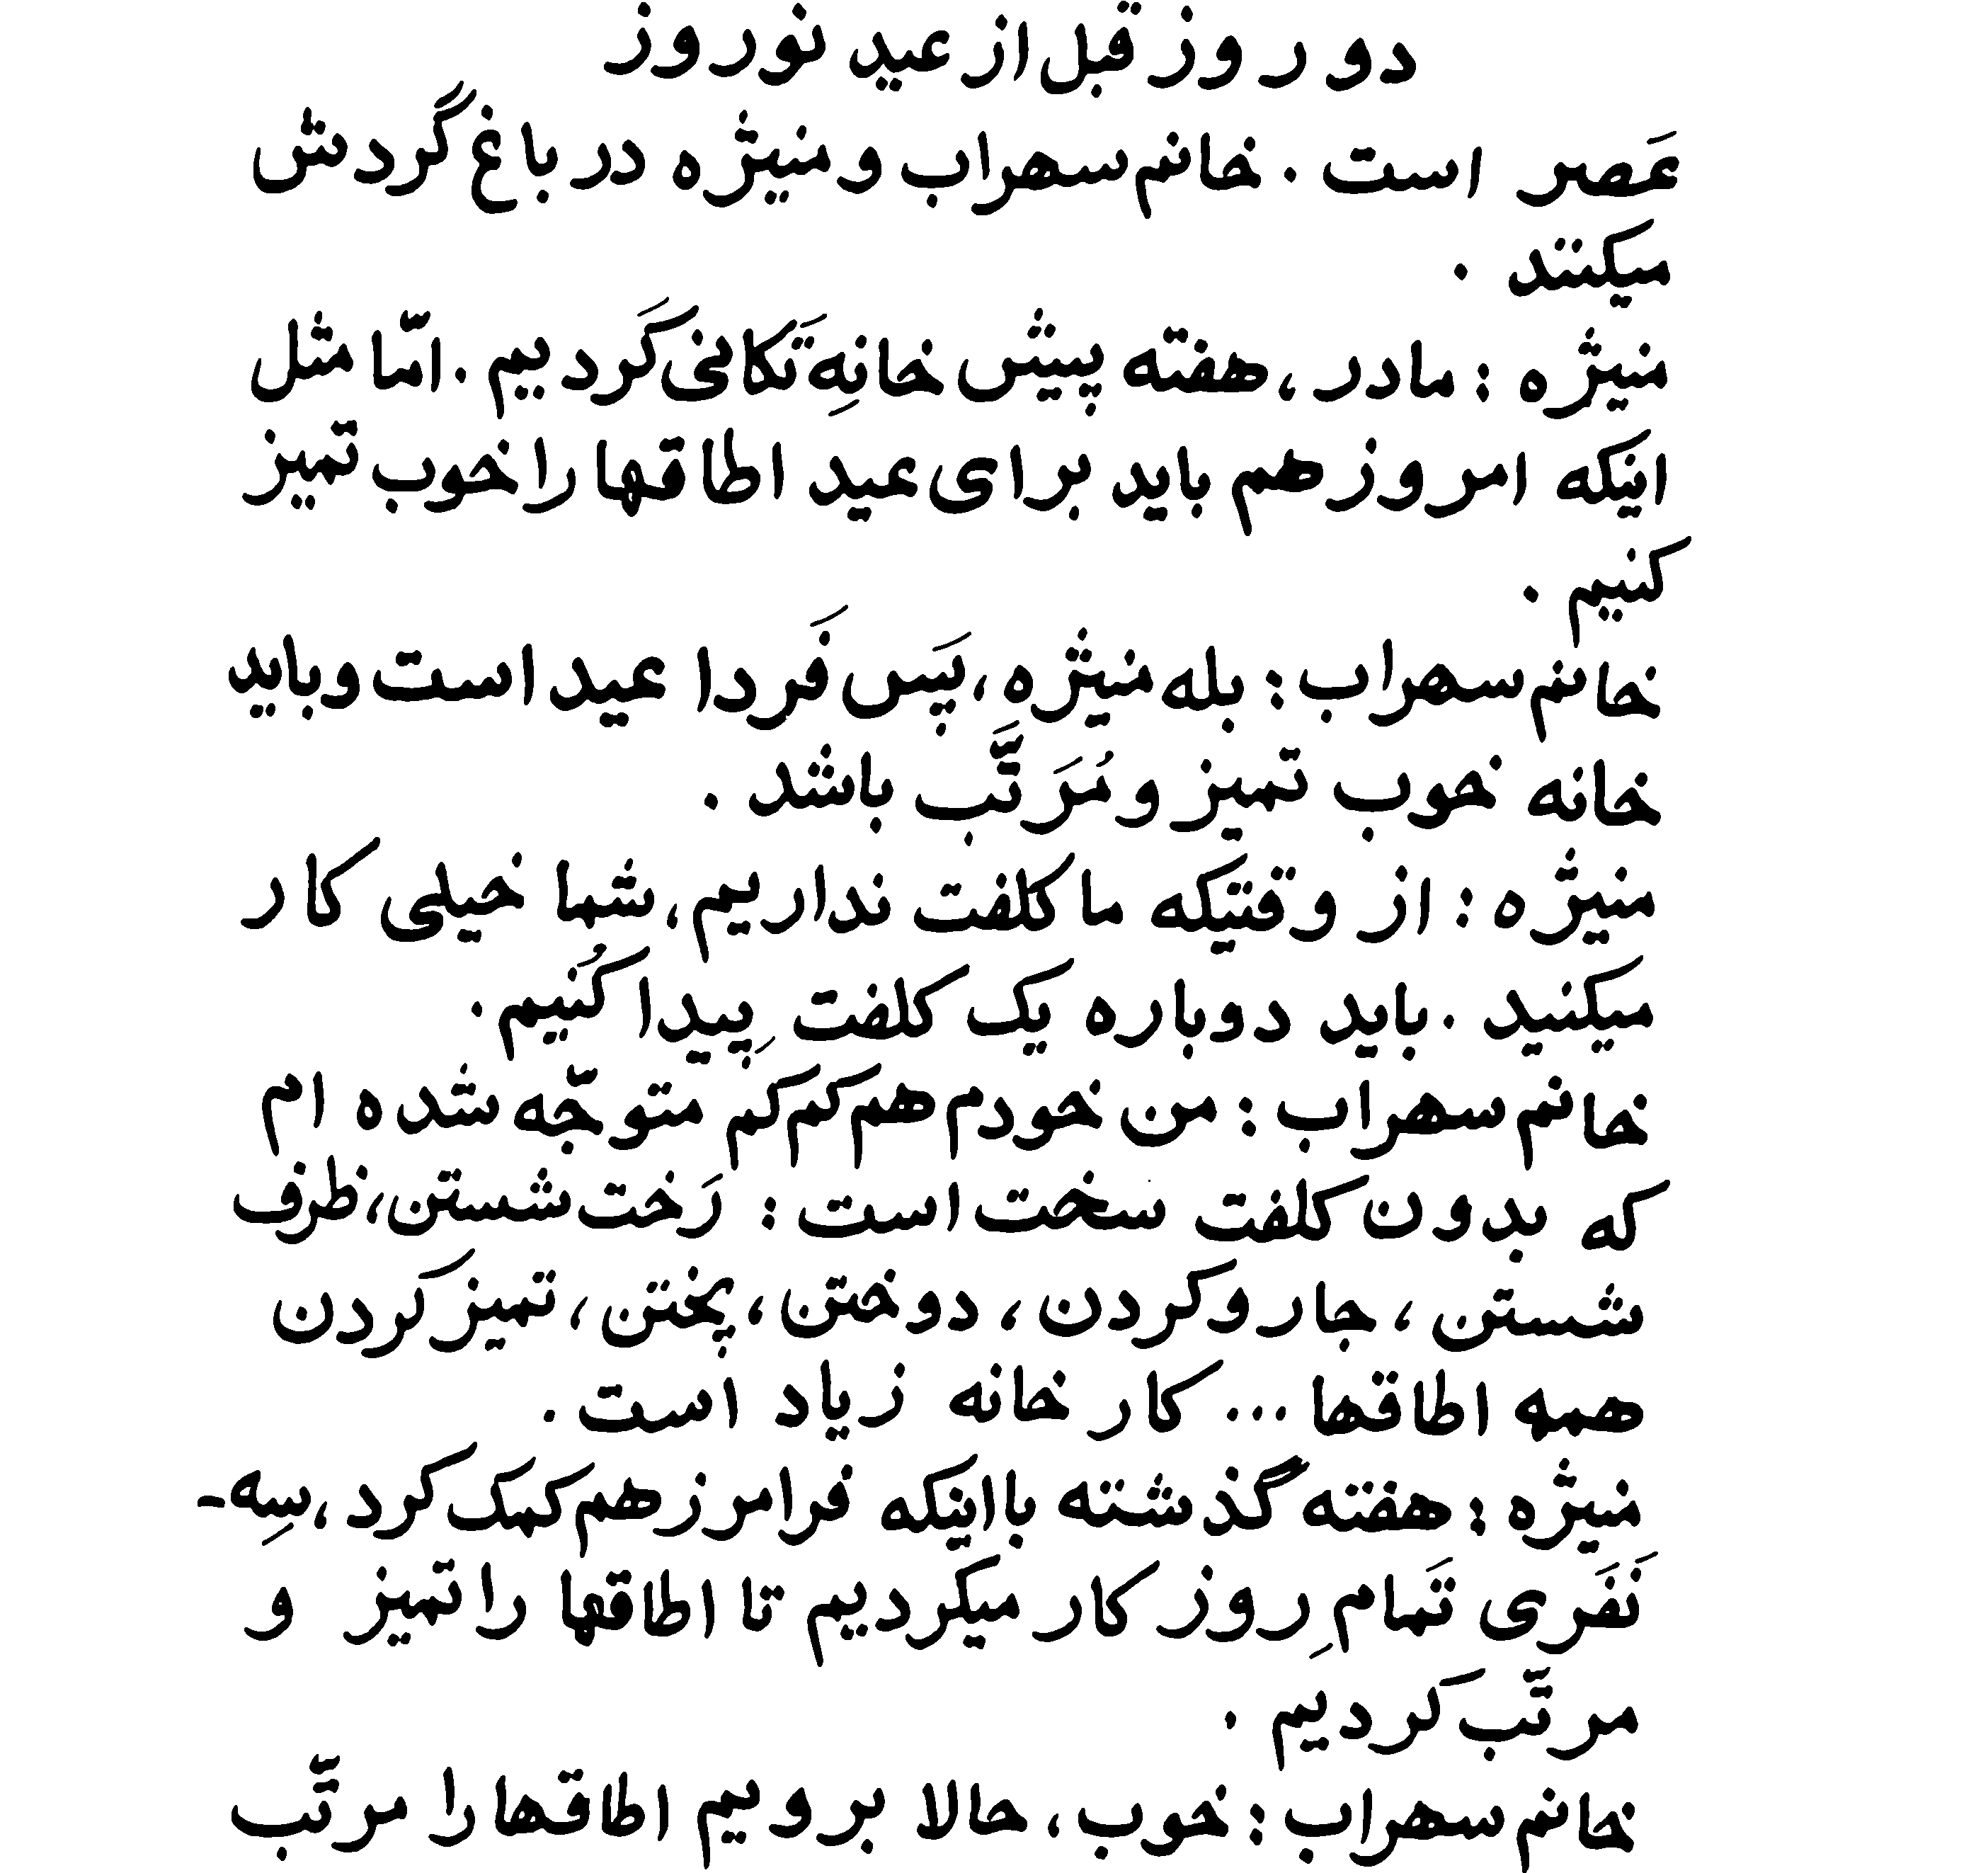 دو روز قبل از عید نوروز
عَصر است . خانم سهراب و منیژه در باغ گردش
میکنند .
منیژه : مادر ، هفته پیش خانِهَ تَکانی کَردیم . امّا مثل
اینکه امروز هم باید برای عید اطاقها را خوب تمیز
کنیم .
خانم سهراب : بله منیژه ، پَس فَردا عید است و باید
خانه خوب تمیز و مُرَتَّب باشد .
منیژه : از وقتیکه ما کلفت نداریم ، شما خیلی کار
میکنید . باید دوباره یک کلفت پِیدا کُنیم .
خانم سهراب : من خودم هم کم کم متوجّه شده ام
که بدون کلفت سخت است : رَخت شستن ، ظرف
شستن ، جارو کردن ، دوختن ، پختن ، تمیز کردن
همه اطاقها ... کار خانه زیاد است .
منیژه : هفته گذشته با اینکه فرامرز هم کمک کرد ، سِه-
نَفَری تَمامِ روز کار میکردیم تا اطاقها را تمیز و
مرتَّب کردیم .
خانم سهراب : خوب ، حالا برویم اطاقها را مرتَّب